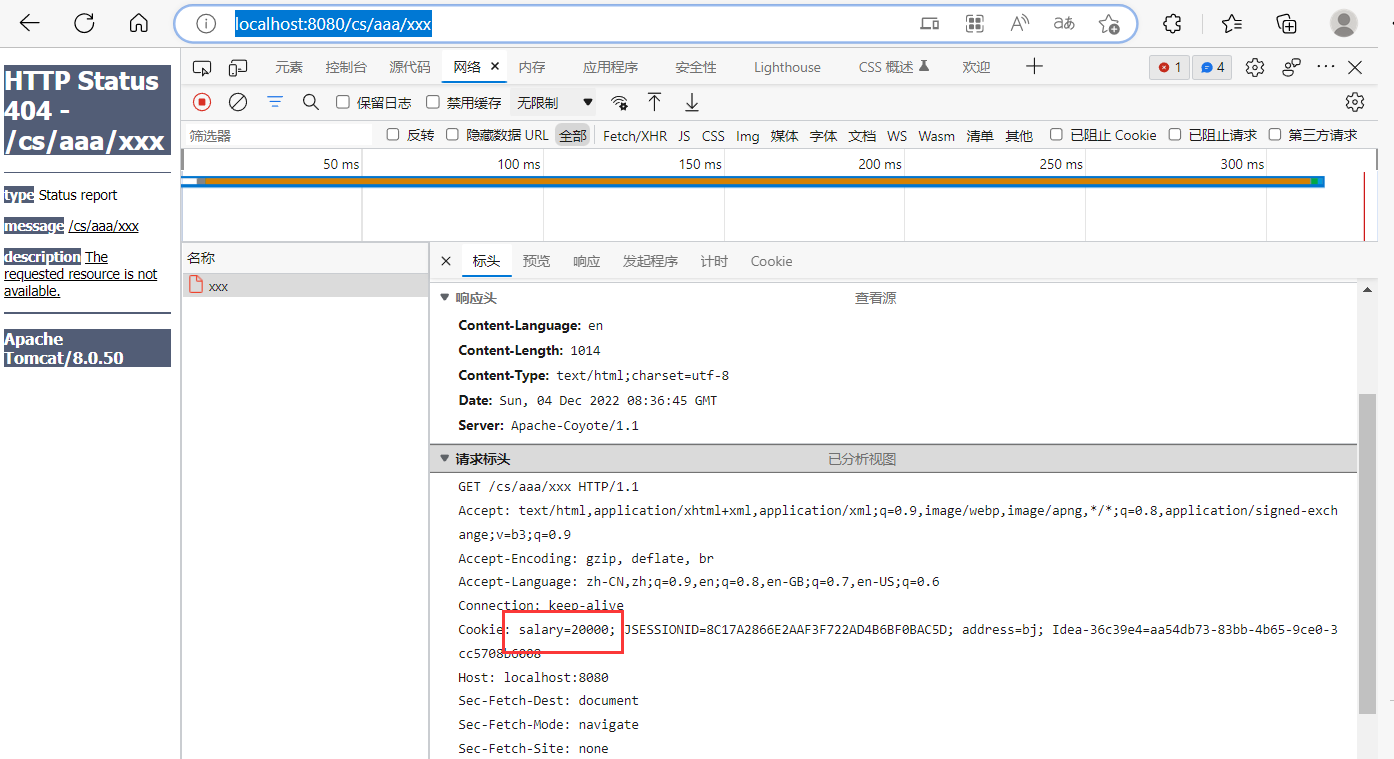 localhost:8080/cs/aaa/xxx
HTTP Status
404 -
/cs/aaa/xxx
type Status report
message /cs/aaa/xxx
description The
requested resource is not
available.
Apache
Tomcat/8.0.50
元素 控制台 源代码 网络 内存 应用程序 安全性 Lighthouse CSS 概述 欢迎 1 4
保留日志 禁用缓存 无限制
筛选器 反转 隐藏数据 URL 全部 Fetch/XHR JS CSS Img 媒体 字体 文档 WS Wasm 清单 其他 已阻止 Cookie 已阻止请求 第三方请求
50 ms 100 ms 150 ms 200 ms 250 ms 300 ms
名称
xxx
标头 预览 响应 发起程序 计时 Cookie
响应头 查看源
Content-Language: en
Content-Length: 1014
Content-Type: text/html;charset=utf-8
Date: Sun, 04 Dec 2022 08:36:45 GMT
Server: Apache-Coyote/1.1
请求标头 已分析视图
GET /cs/aaa/xxx HTTP/1.1
Accept: text/html,application/xhtml+xml,application/xml;q=0.9,image/webp,image/apng,*/*;q=0.8,application/signed-exch
ange;v=b3;q=0.9
Accept-Encoding: gzip, deflate, br
Accept-Language: zh-CN,zh;q=0.9,en;q=0.8,en-GB;q=0.7,en-US;q=0.6
Connection: keep-alive
Cookie: salary=20000; JSESSIONID=8C17A2866E2AAF3F722AD4B6BF0BAC5D; address=bj; Idea-36c39e4=aa54db73-83bb-4b65-9ce0-3
cc5708b6008
Host: localhost:8080
Sec-Fetch-Dest: document
Sec-Fetch-Mode: navigate
Sec-Fetch-Site: none